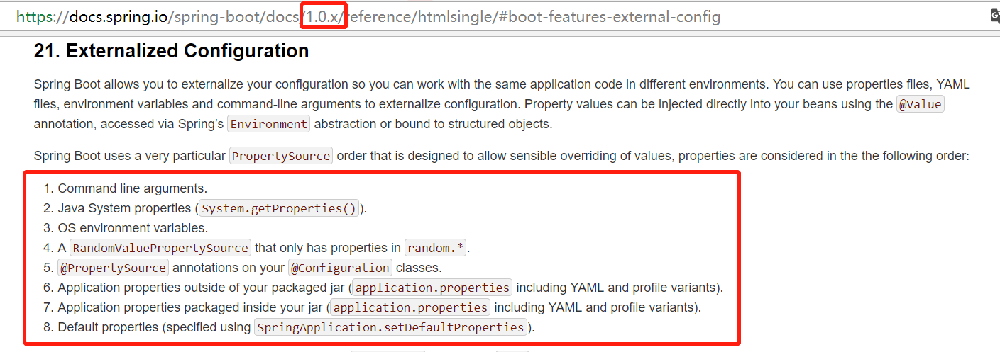 https://docs.spring.io/spring-boot/docs/1.0.x/reference/htmlsingle/#boot-features-external-config
21. Externalized Configuration
Spring Boot allows you to externalize your configuration so you can work with the same application code in different environments. You can use properties files, YAML
files, environment variables and command-line arguments to externalize configuration. Property values can be injected directly into your beans using the @Value
annotation, accessed via Spring’s Environment abstraction or bound to structured objects.
Spring Boot uses a very particular PropertySource order that is designed to allow sensible overriding of values, properties are considered in the the following order:
1. Command line arguments.
2. Java System properties (System.getProperties()).
3. OS environment variables.
4. A RandomValuePropertySource that only has properties in random.*.
5. @PropertySource annotations on your @Configuration classes.
6. Application properties outside of your packaged jar (application.properties including YAML and profile variants).
7. Application properties packaged inside your jar (application.properties including YAML and profile variants).
8. Default properties (specified using SpringApplication.setDefaultProperties).